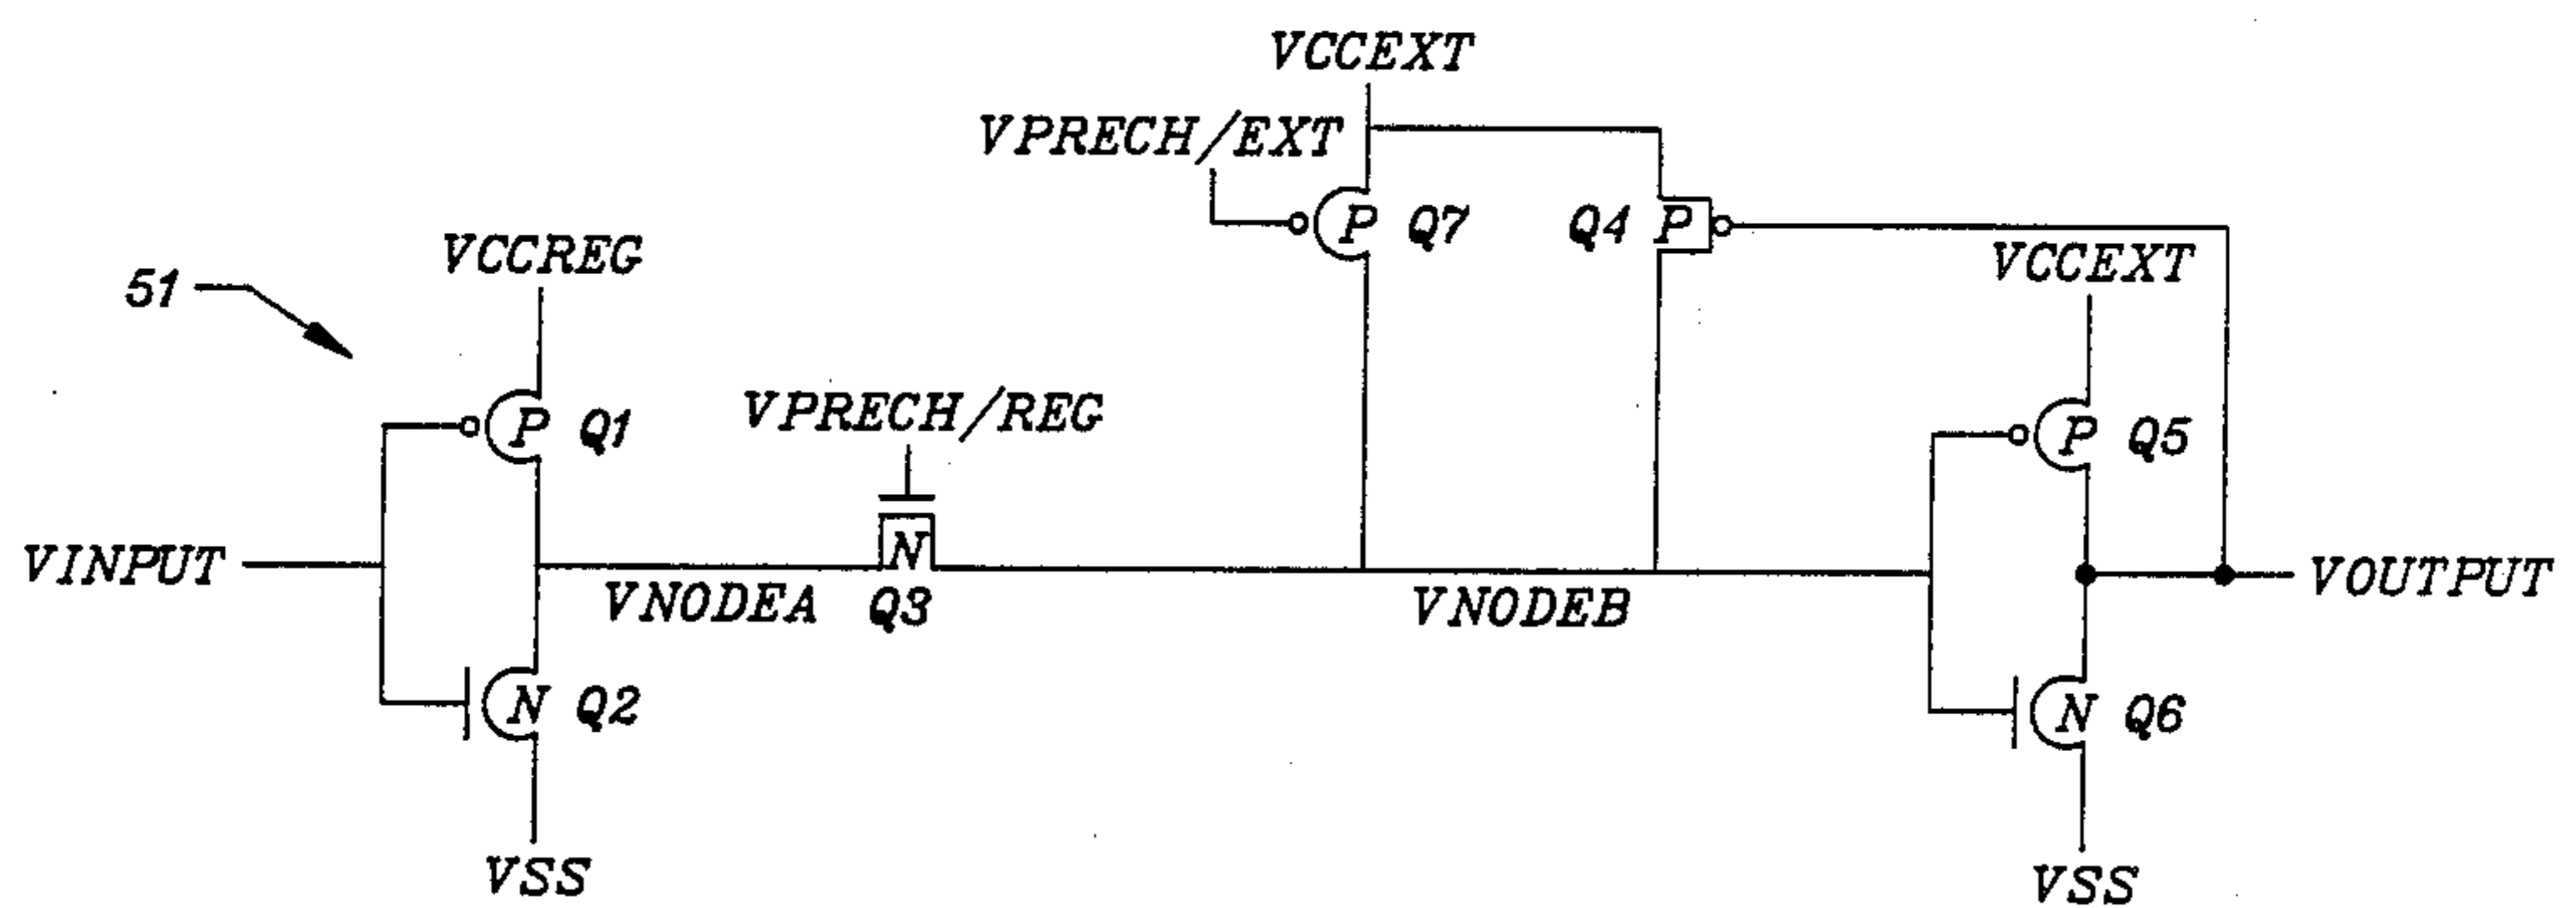 VCCEXT
VPRECH/EXT
P Q7
Q4 P
VCCREG
VCCEXT
51
VPRECH/REG
P Q1
P Q5
N
VINPUT
VNODEA
Q3
VNODEB
VOUTPUT
N Q2
N Q6
VSS
VSS